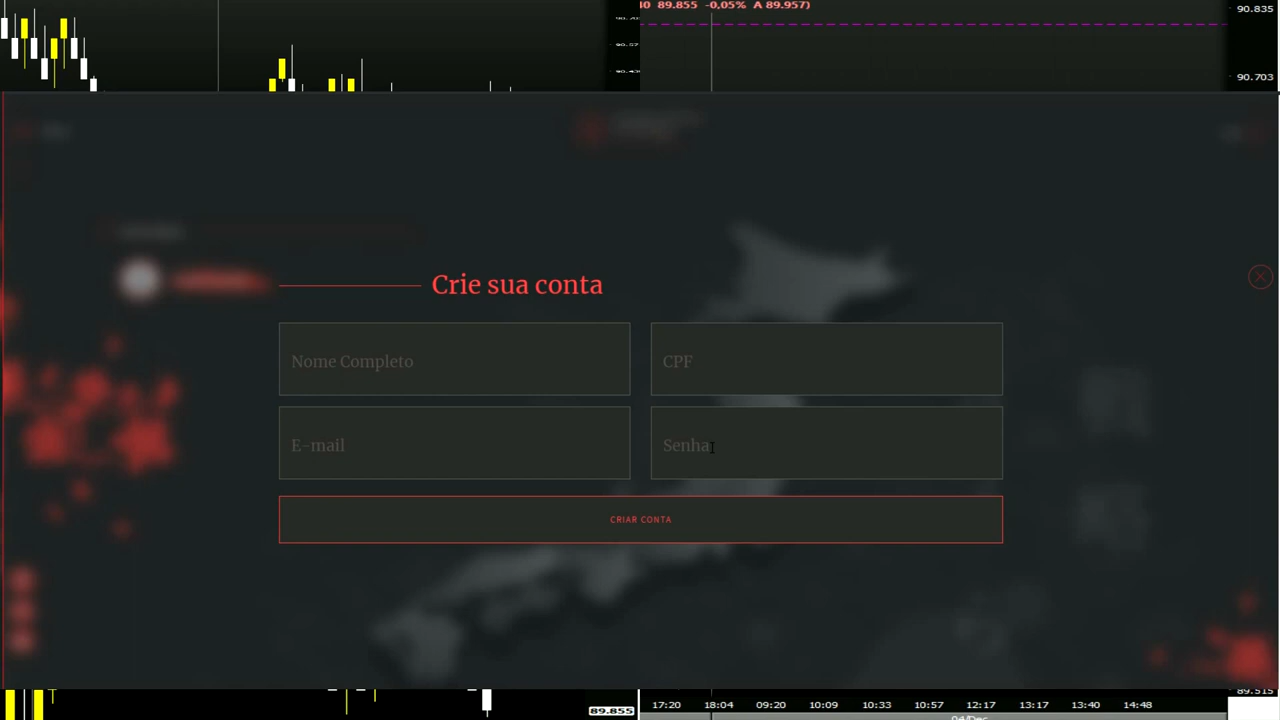 89.855 -0,05% A 89.957)
90.835
90.703
Crie sua conta
Nome Completo
CPF
E-mail
Senha
CRIAR CONTA
89.515
89.855
17:20 18:04 09:20 10:09 10:33 10:57 12:17 13:17 13:40 14:48
04/Dec